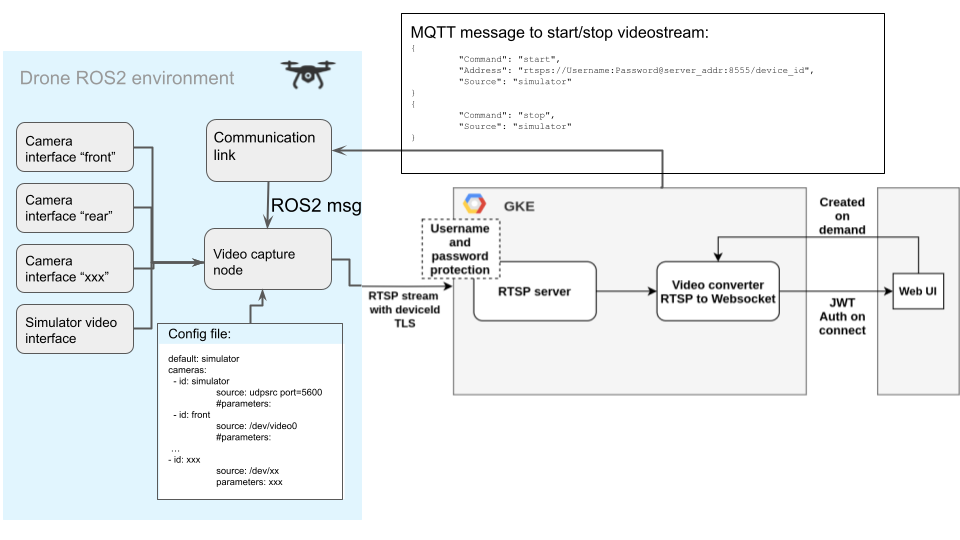 MQTT message to start/stop videostream:
{
"Command": "start",
"Address": "rtsps://Username:Password@server_addr:8555/device_id",
"Source": "simulator"
}
{
"Command": "stop",
"Source": "simulator"
}
Drone ROS2 environment
Camera
interface “front”
Camera
interface “rear”
Camera
interface “xxx”
Simulator video
interface
Communication
link
ROS2 msg
Video capture
node
Config file:
default: simulator
cameras:
- id: simulator
source: udpsrc port=5600
#parameters:
- id: front
source: /dev/video0
#parameters:
...
- id: xxx
source: /dev/xx
parameters: xxx
RTSP stream
with deviceId
TLS
GKE
Username
and
password
protection
RTSP server
Video converter
RTSP to Websocket
Created
on
demand
JWT
Auth on
connect
Web UI